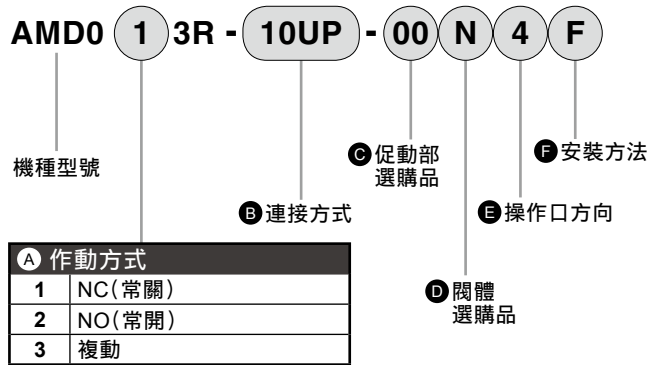 AMD0 1 3R - 10UP - 00 N 4 F
機種型號
C 促動部
選購品
F 安裝方法
B 連接方式
E 操作口方向
D 閥體
選購品
A 作動方式
1 NC(常關)
2 NO(常開)
3 複動